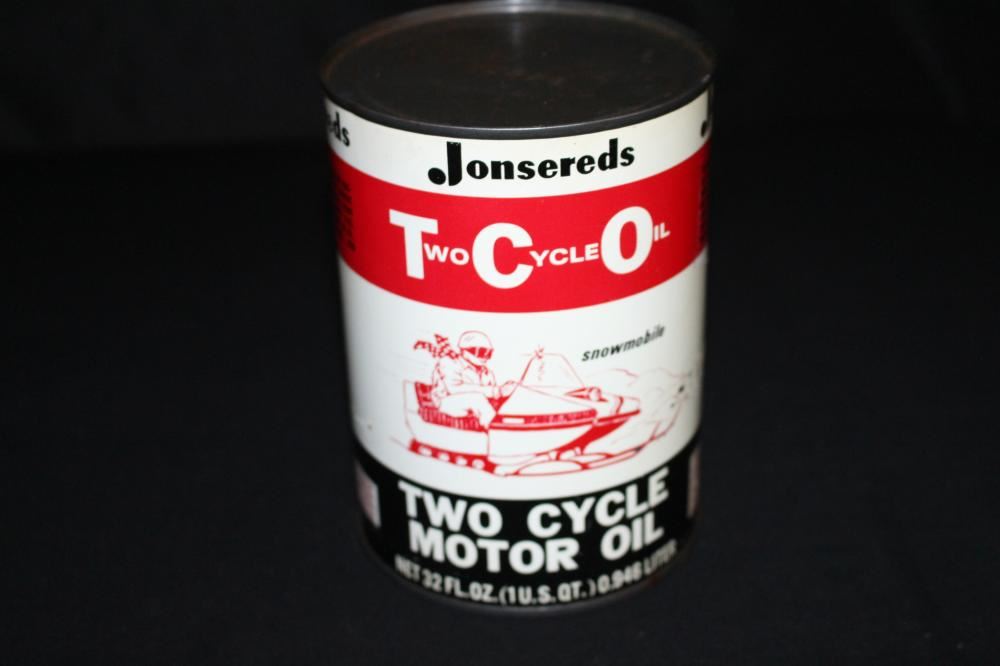 Jonsereds
Two Cycle Oil
snowmobile
TWO CYCLE
MOTOR OIL
NET 32 FL. OZ. (1 U.S. QT.) 0.946 LITER